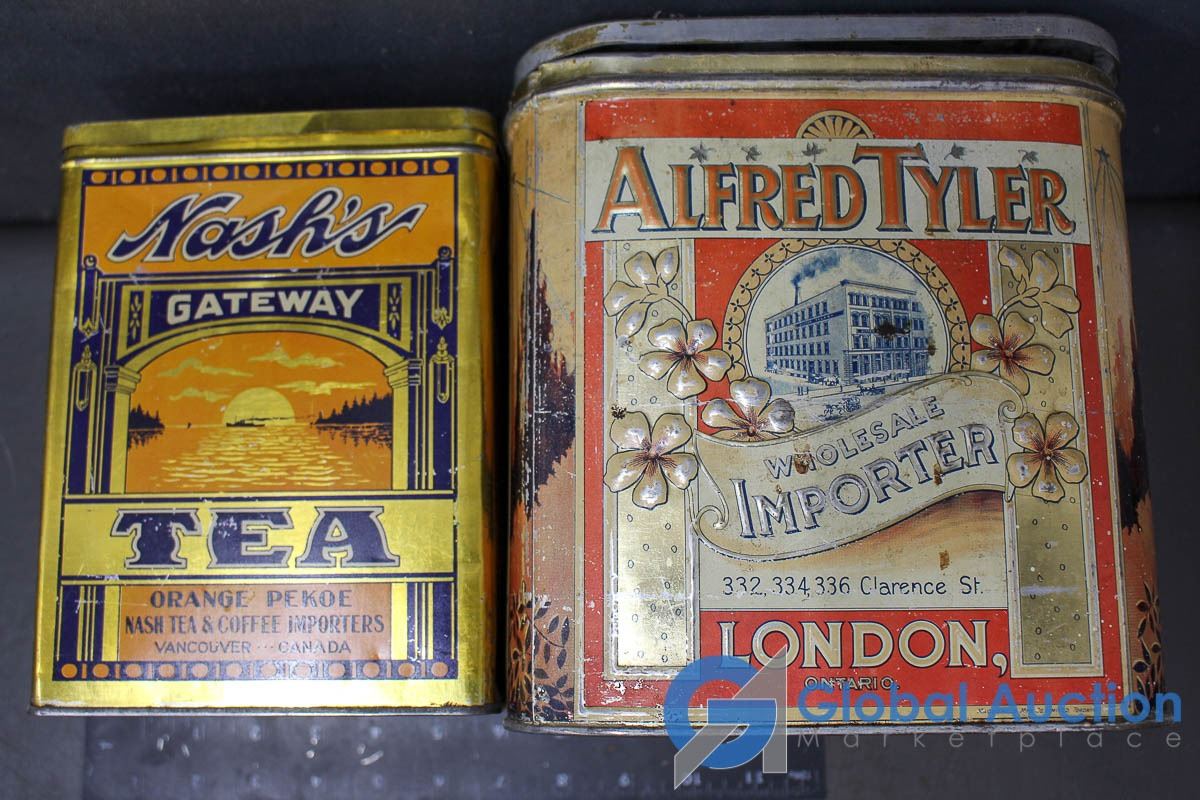 Nash's
GATEWAY
TEA
ORANGE PEKOE
NASH TEA & COFFEE IMPORTERS
VANCOUVER --- CANADA
ALFRED TYLER
WHOLESALE
IMPORTER
332, 334, 336 Clarence St.
LONDON,
ONTARIO.
GA Global Auction
Marketplace